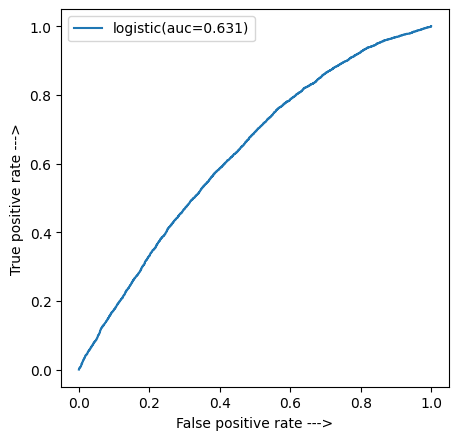 logistic(auc=0.631)
1.0
0.8
0.6
0.4
0.2
0.0
True positive rate --->
0.0 0.2 0.4 0.6 0.8 1.0
False positive rate --->